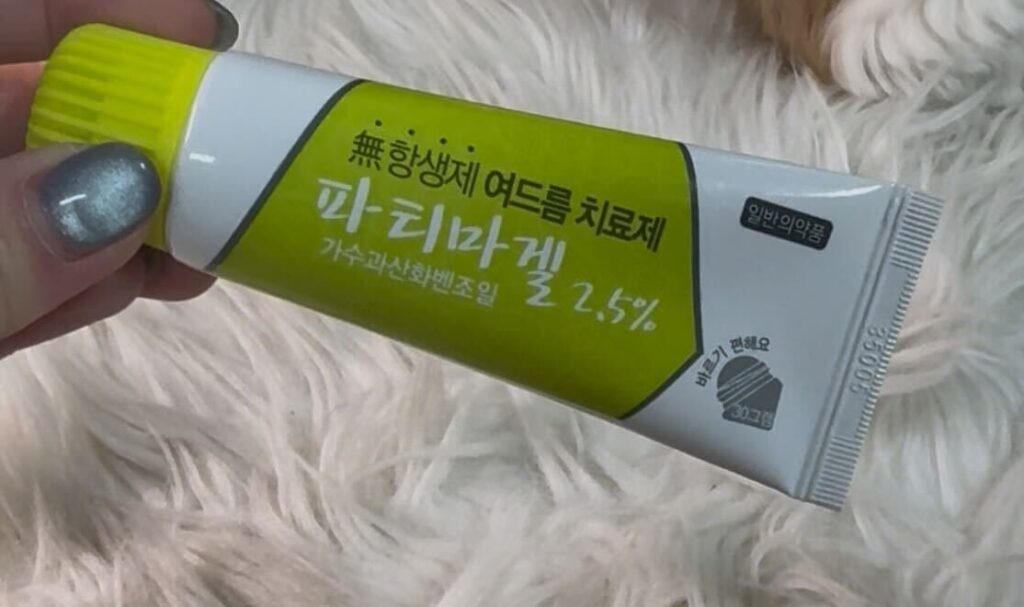 無 항생제 여드름 치료제
파티마겔 2.5%
가수과산화벤조일
일반의약품
바르기 편해요
30그램